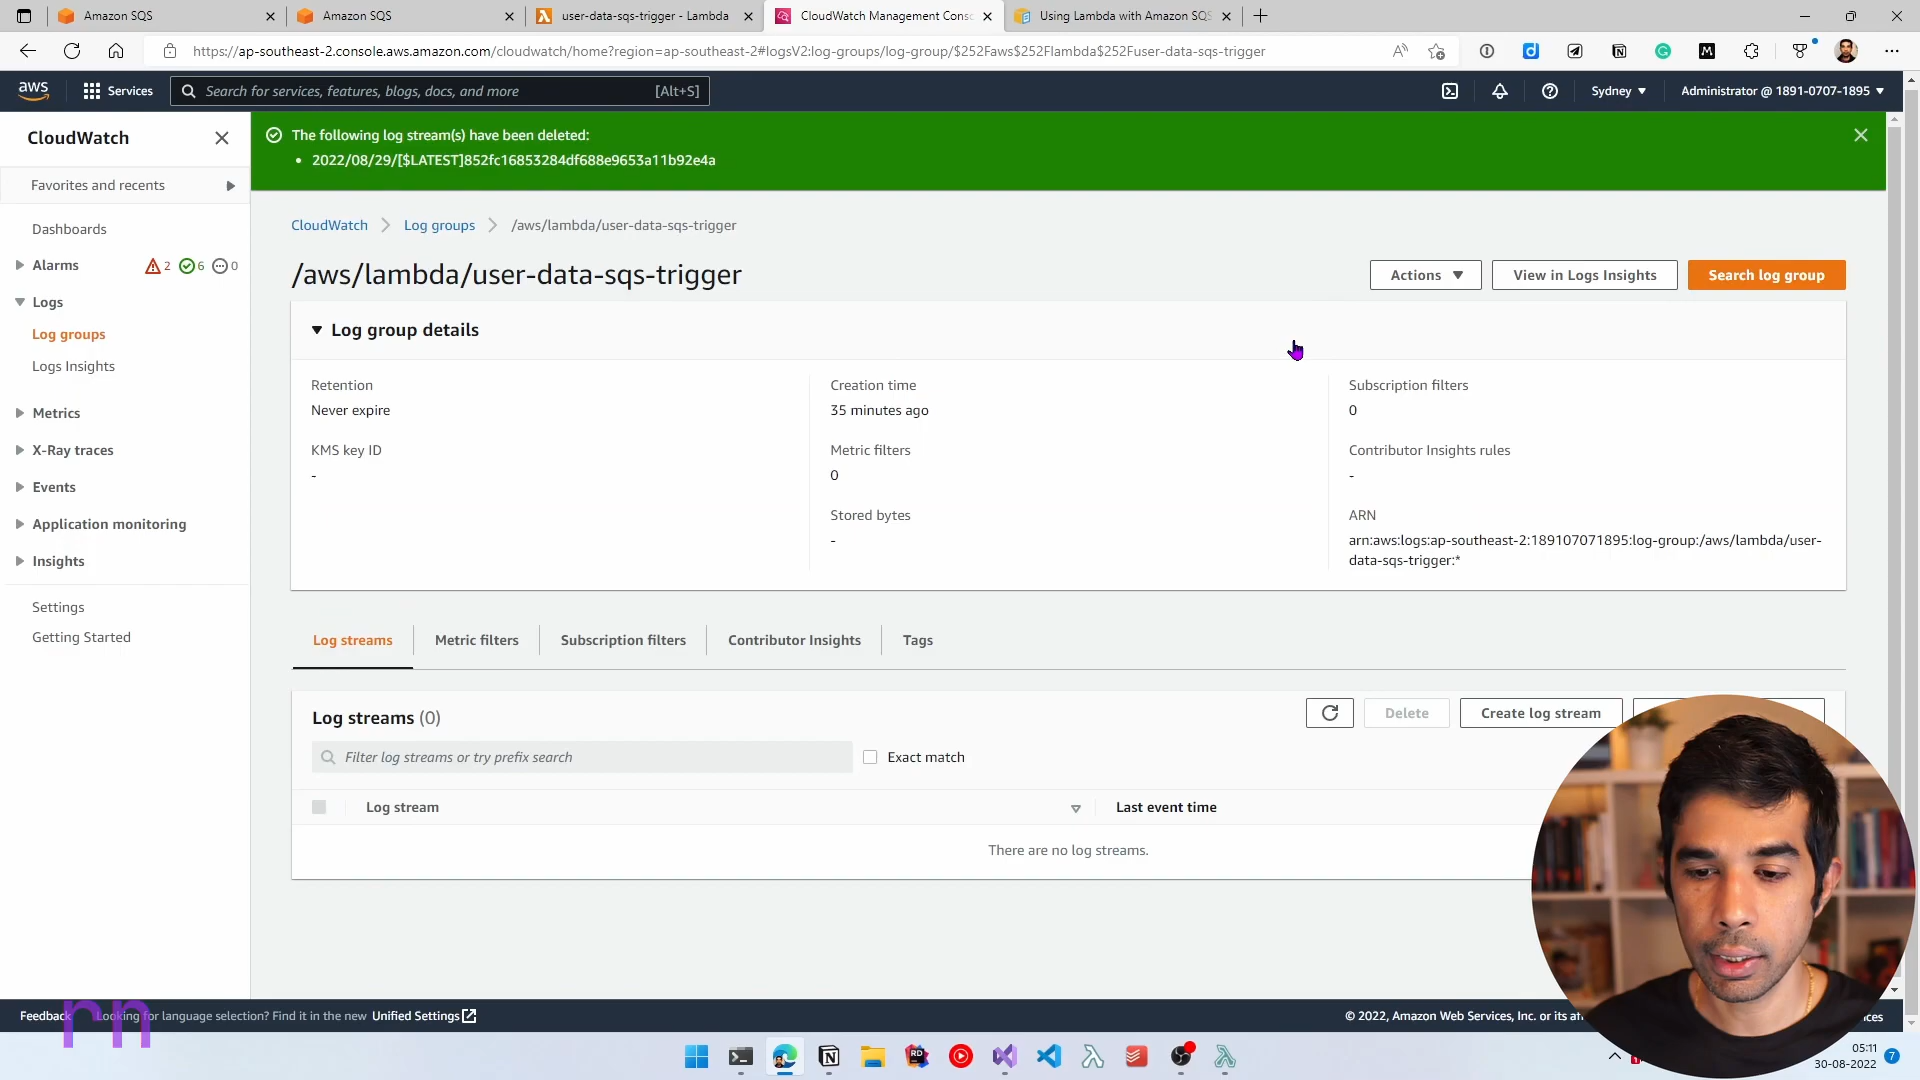 Amazon SQS
Amazon SQS
user-data-sqs-trigger - Lambda
CloudWatch Management Cons
Using Lambda with Amazon SQS
https://ap-southeast-2.console.aws.amazon.com/cloudwatch/home?region=ap-southeast-2#logsV2:log-groups/log-group/$252Faws$252Flambda$252Fuser-data-sqs-trigger
aws
Services
Search for services, features, blogs, docs, and more
[Alt+S]
Sydney
Administrator @ 1891-0707-1895
CloudWatch
Favorites and recents
Dashboards
Alarms
2
6
0
Logs
Log groups
Logs Insights
Metrics
X-Ray traces
Events
Application monitoring
Insights
Settings
Getting Started
The following log stream(s) have been deleted:
• 2022/08/29/[$LATEST]852fc16853284df688e9653a11b92e4a
CloudWatch
Log groups
/aws/lambda/user-data-sqs-trigger
/aws/lambda/user-data-sqs-trigger
Actions
View in Logs Insights
Search log group
Log group details
Retention
Never expire
KMS key ID
-
Creation time
35 minutes ago
Metric filters
0
Stored bytes
-
Subscription filters
0
Contributor Insights rules
-
ARN
arn:aws:logs:ap-southeast-2:189107071895:log-group:/aws/lambda/user-
data-sqs-trigger:*
Log streams
Metric filters
Subscription filters
Contributor Insights
Tags
Log streams (0)
Delete
Create log stream
Filter log streams or try prefix search
Exact match
Log stream
Last event time
There are no log streams.
Feedback
Looking for language selection? Find it in the new Unified Settings
© 2022, Amazon Web Services, Inc. or its
rn
05:11
30-08-2022
7